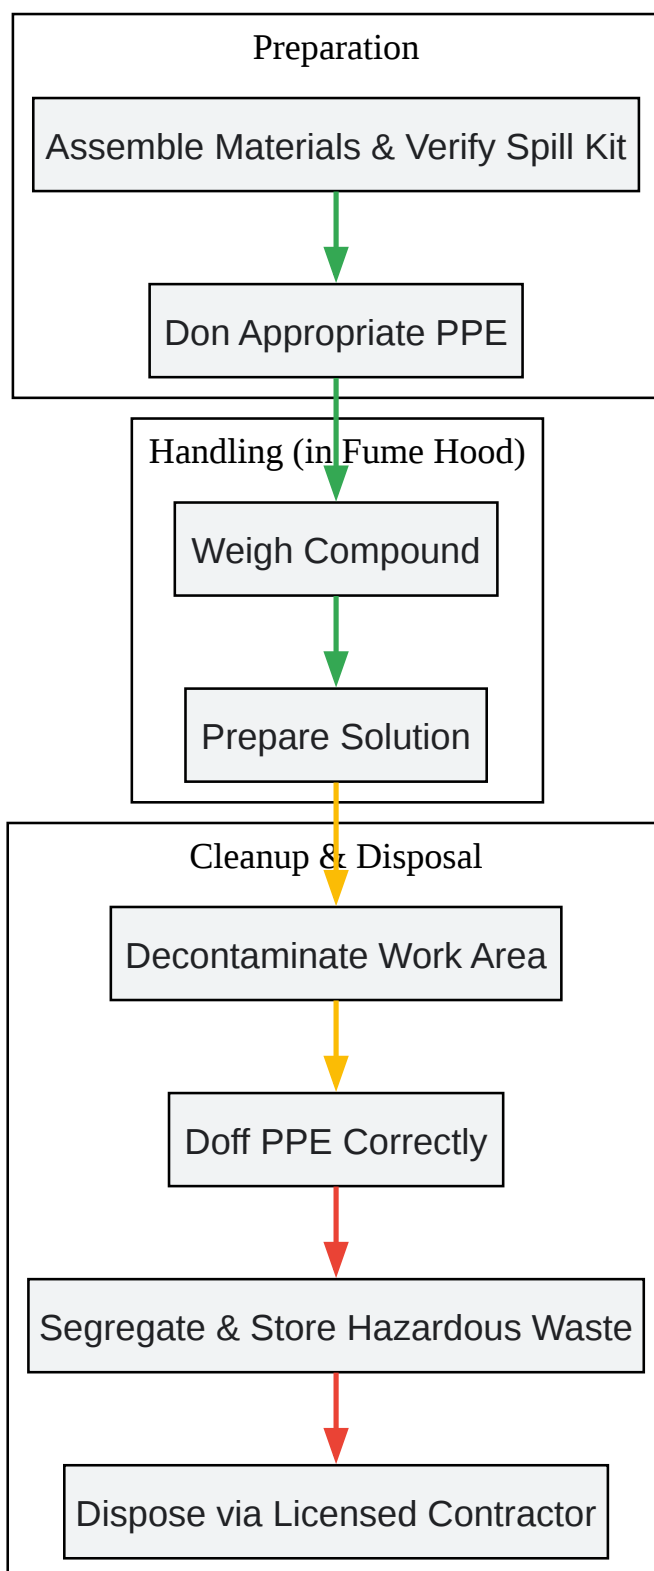 Preparation
Assemble Materials & Verify Spill Kit
Don Appropriate PPE
Handling (in Fume Hood)
Weigh Compound
Prepare Solution
Cleanup & Disposal
Decontaminate Work Area
Doff PPE Correctly
Segregate & Store Hazardous Waste
Dispose via Licensed Contractor